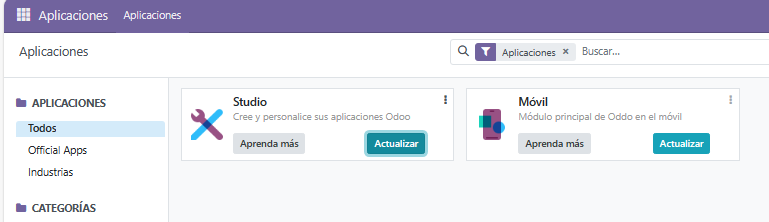 Aplicaciones Aplicaciones
Aplicaciones
Aplicaciones × Buscar...
APLICACIONES
Todos
Official Apps
Industrias
CATEGORÍAS
Studio
Cree y personalice sus aplicaciones Odoo
Aprenda más Actualizar
Móvil
Módulo principal de Oddo en el móvil
Aprenda más Actualizar